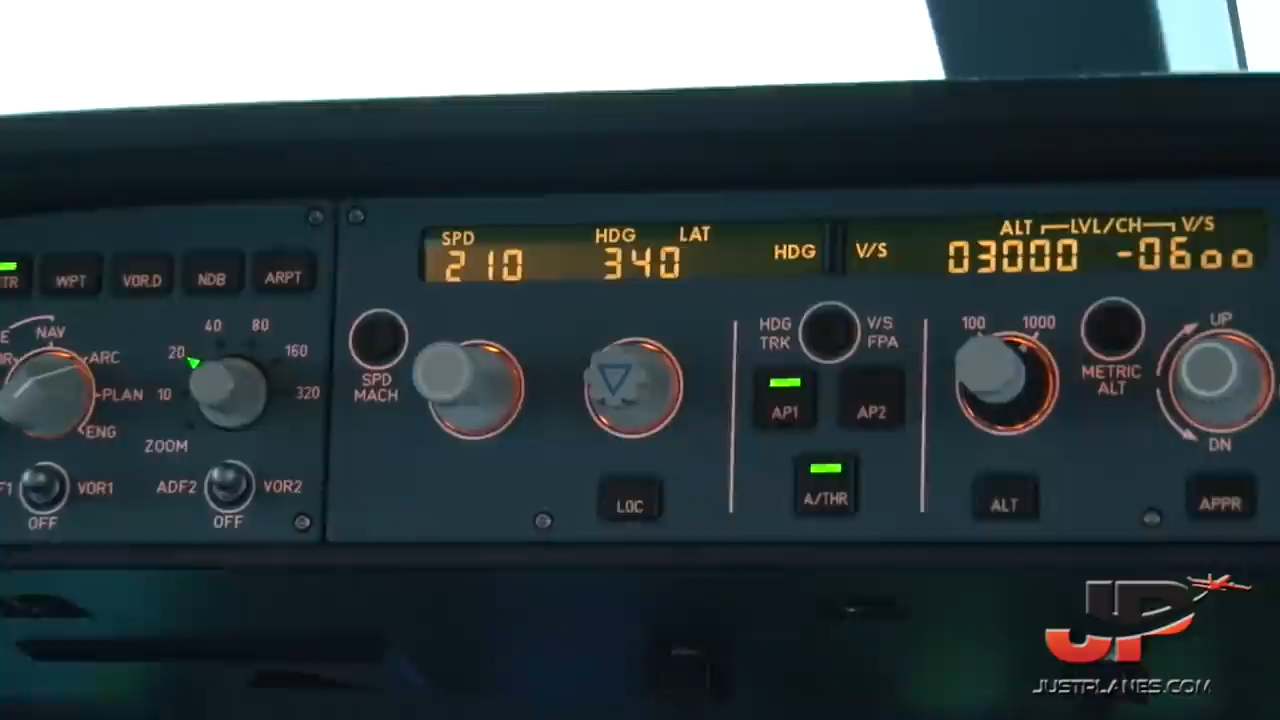 SPD HDG LAT
210 340
HDG V/S
ALT LVL/CH V/S
03000 -06oo
WPT VOR.D NDB ARPT
NAV
ARC
PLAN
ENG
10 20 40 80 160 320
ZOOM
VOR1
OFF
ADF2 VOR2
OFF
SPD
MACH
LOC
HDG
TRK
V/S
FPA
AP1 AP2
A/THR
100 1000
METRIC
ALT
UP
DN
ALT
APPR
JP
JUSTPLANES.COM